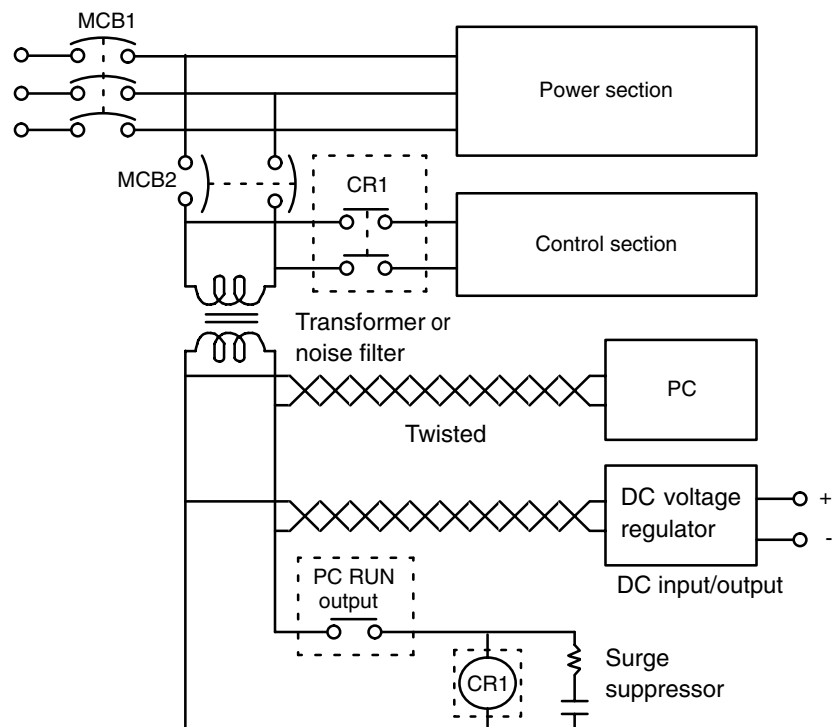 MCB1
Power section
MCB2
CR1
Control section
Transformer or
noise filter
PC
Twisted
DC voltage
regulator
+
-
DC input/output
PC RUN
output
CR1
Surge
suppressor